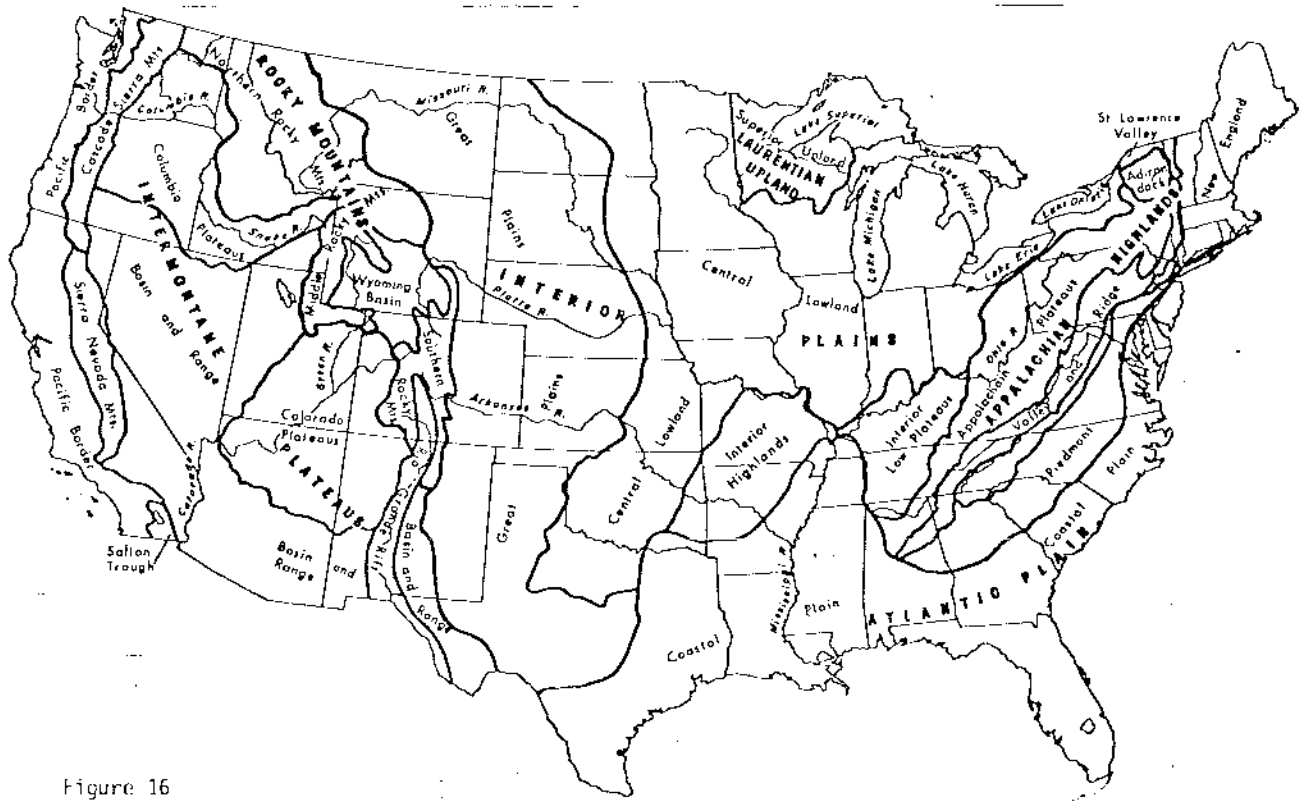 Pacific Border
Cascade
Sierra Mts.
Columbia R.
Northern Rocky Mts.
ROCKY MOUNTAINS
Missouri R.
Great Plains
Superior Upland
Lake Superior
LAURENTIAN UPLAND
Lake Michigan
Lake Huron
Lake Erie
Lake Ontario
St Lawrence Valley
Adirondack
New England
Columbia Plateaus
Snake R.
INTERMONTANE
PLATEAUS
Basin and Range
Middle Rocky Mts.
Wyoming Basin
Platte R.
INTERIOR
PLAINS
Central Lowland
Ohio R.
Appalachian Plateaus
APPALACHIAN HIGHLANDS
Valley and Ridge
Piedmont
Sierra Nevada Mts.
Pacific Border
Green R.
Southern Rocky Mts.
Colorado Plateaus
Arkansas R.
Plains
Lowland
Central
Interior Highlands
Interior Low Plateaus
Colorado R.
Salton Trough
Basin and Range
Rio Grande Rift
Basin and Range
Great
Mississippi R.
Coastal Plain
Coastal Plain
ATLANTIC PLAIN
Figure 16